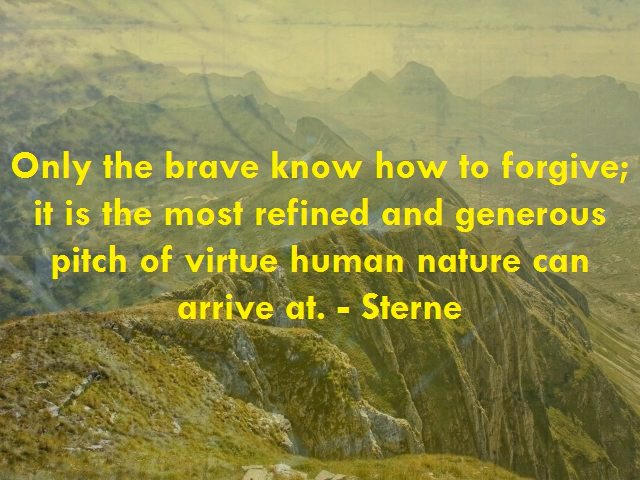 Only the brave know how to forgive;
it is the most refined and generous
pitch of virtue human nature can
arrive at. - Sterne